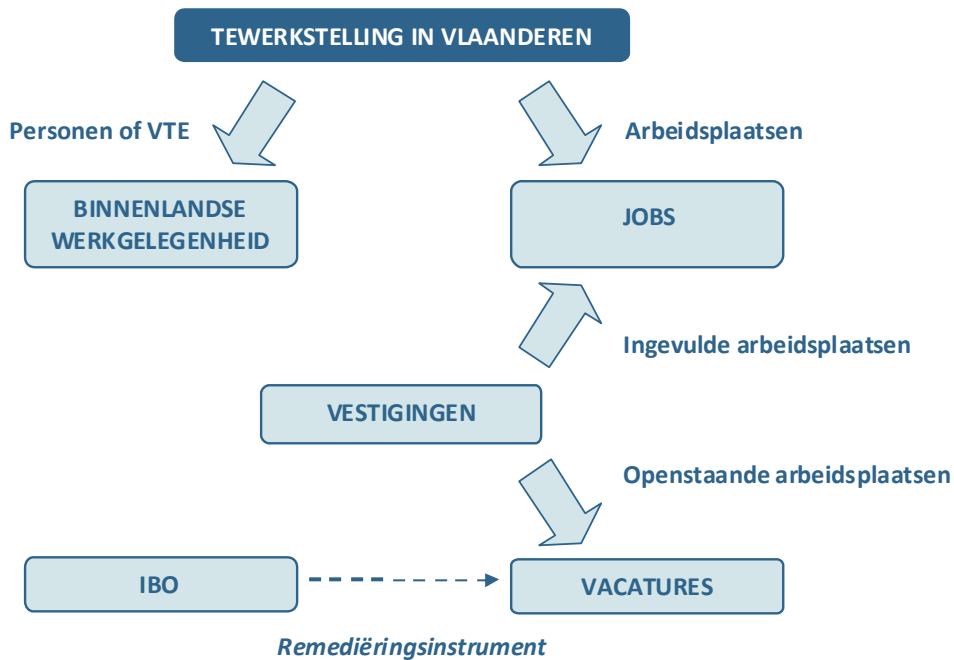 TEWERKSTELLING IN VLAANDEREN
Personen of VTE
Arbeidsplaatsen
BINNENLANDSE
WERKGELEGENHEID
JOBS
Ingevulde arbeidsplaatsen
VESTIGINGEN
Openstaande arbeidsplaatsen
IBO
VACATURES
Remediëringsinstrument